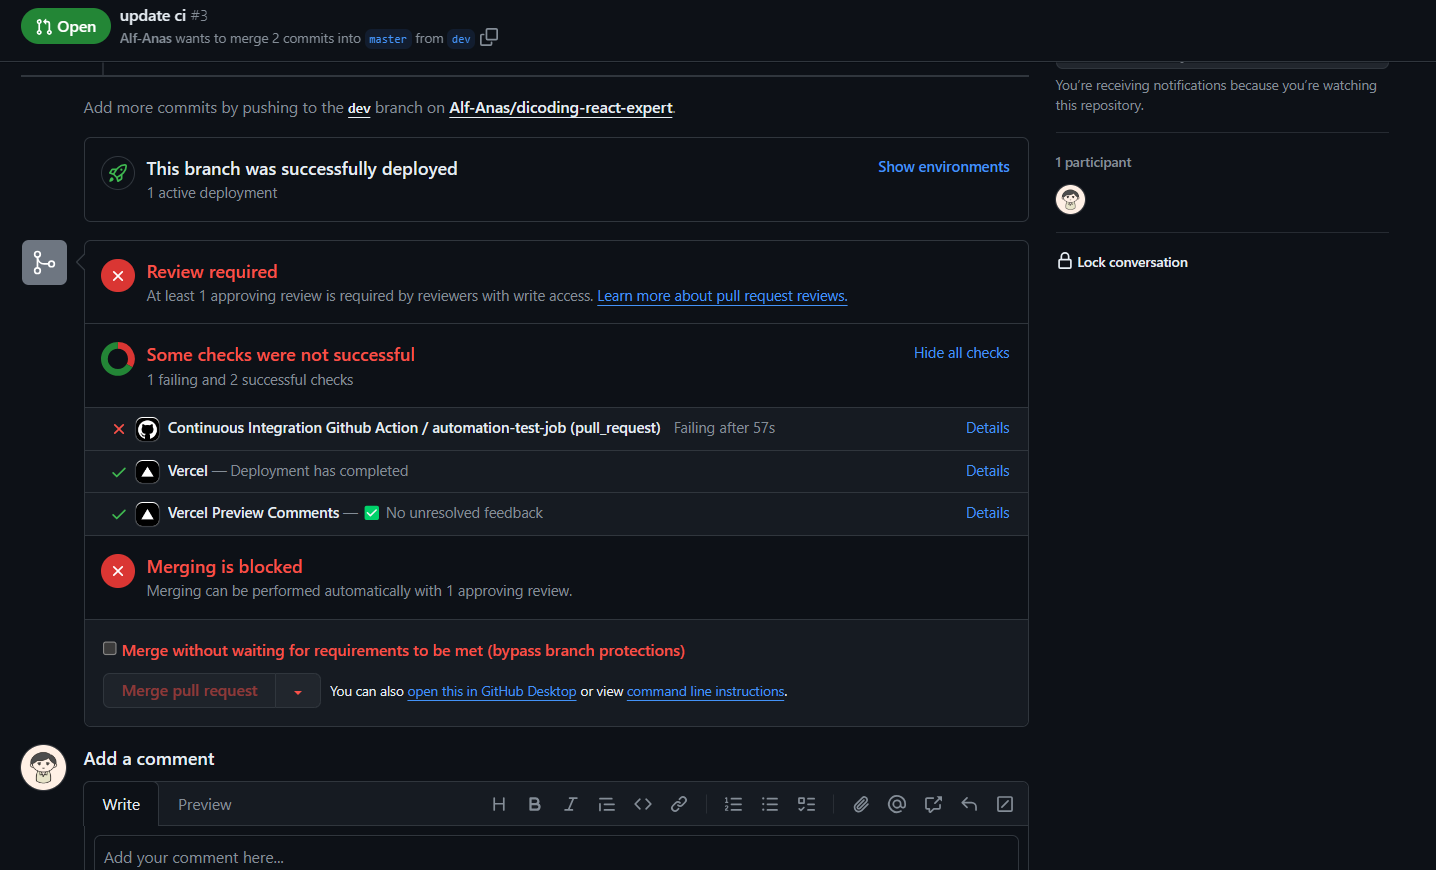 Open
update ci #3
Alf-Anas wants to merge 2 commits into master from dev
You're receiving notifications because you're watching
this repository.
Add more commits by pushing to the dev branch on Alf-Anas/dicoding-react-expert.
This branch was successfully deployed
Show environments
1 active deployment
1 participant
Lock conversation
Review required
At least 1 approving review is required by reviewers with write access. Learn more about pull request reviews.
Some checks were not successful
Hide all checks
1 failing and 2 successful checks
Continuous Integration Github Action / automation-test-job (pull_request) Failing after 57s
Details
Vercel — Deployment has completed
Details
Vercel Preview Comments — ✅ No unresolved feedback
Details
Merging is blocked
Merging can be performed automatically with 1 approving review.
Merge without waiting for requirements to be met (bypass branch protections)
Merge pull request
You can also open this in GitHub Desktop or view command line instructions.
Add a comment
Write
Preview
Add your comment here...